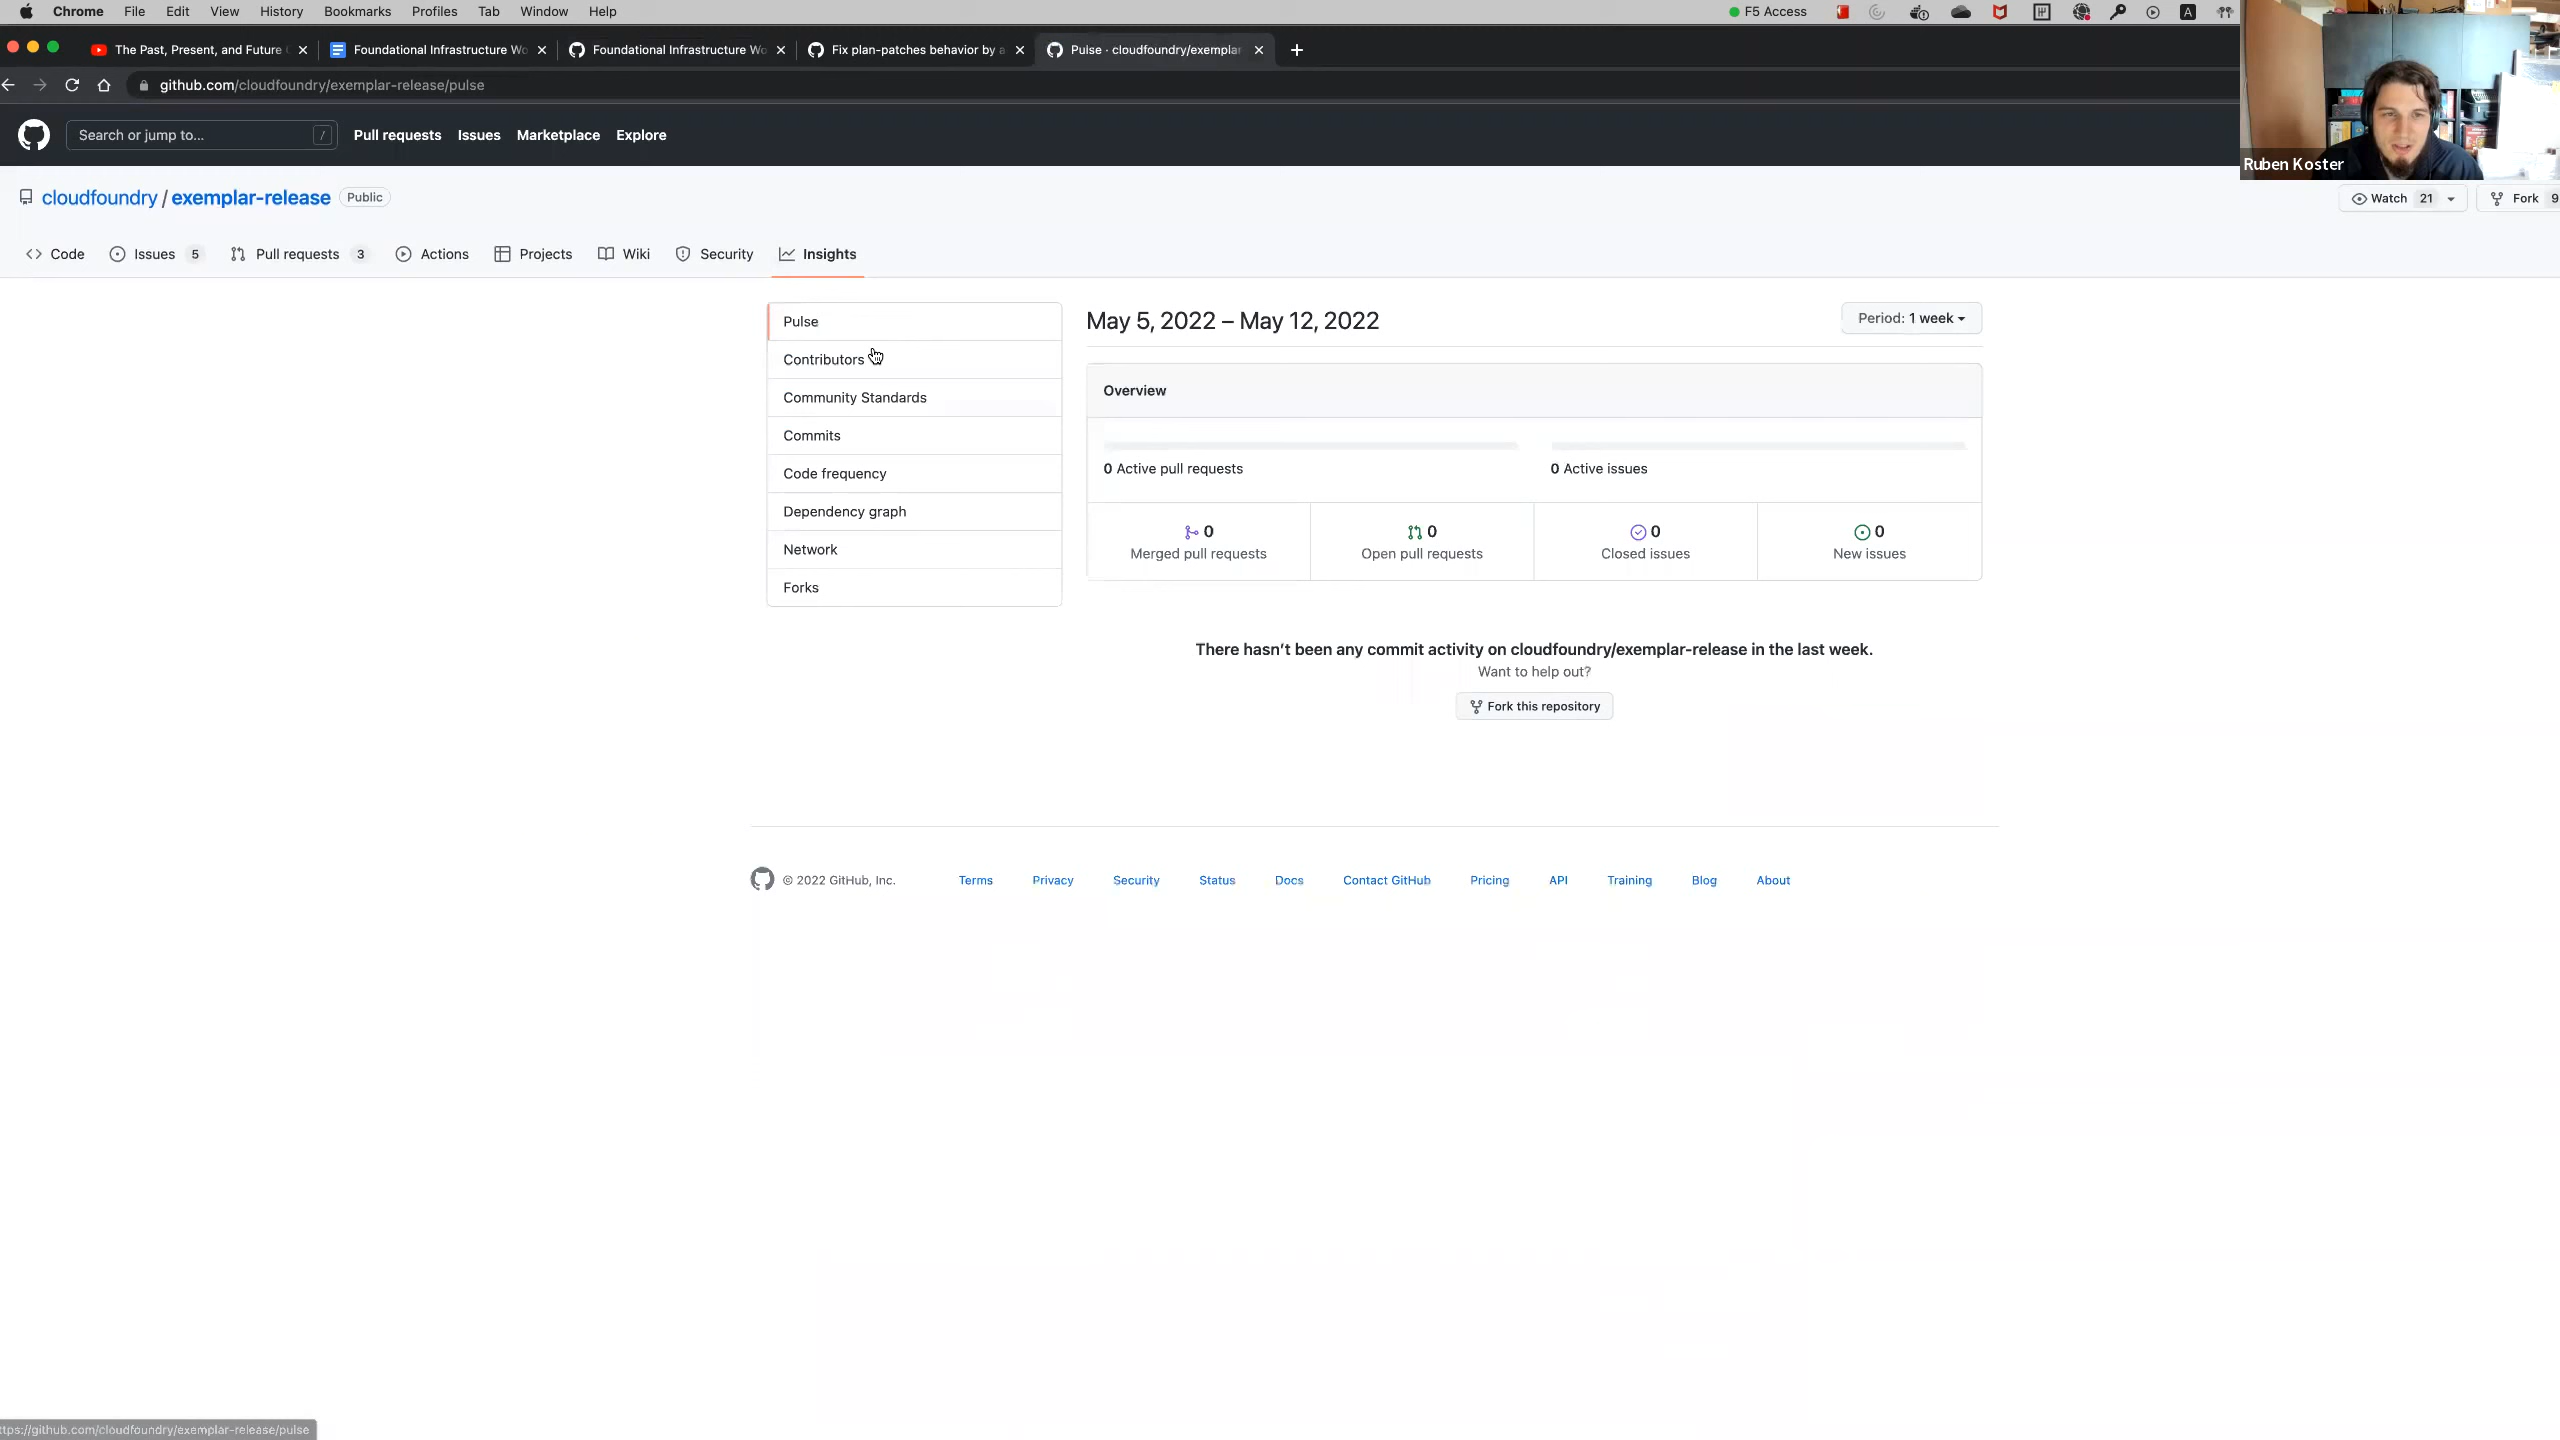 Chrome File Edit View History Bookmarks Profiles Tab Window Help F5 Access
The Past, Present, and Future Foundational Infrastructure Wo Foundational Infrastructure Wo Fix plan-patches behavior by a Pulse · cloudfoundry/exemplar
github.com/cloudfoundry/exemplar-release/pulse
Search or jump to... / Pull requests Issues Marketplace Explore
Ruben Koster
cloudfoundry / exemplar-release Public Watch 21 Fork 9
Code Issues 5 Pull requests 3 Actions Projects Wiki Security Insights
Pulse
Contributors
Community Standards
Commits
Code frequency
Dependency graph
Network
Forks
May 5, 2022 – May 12, 2022 Period: 1 week
Overview
0 Active pull requests 0 Active issues
0 0 0 0
Merged pull requests Open pull requests Closed issues New issues
There hasn't been any commit activity on cloudfoundry/exemplar-release in the last week.
Want to help out?
Fork this repository
© 2022 GitHub, Inc. Terms Privacy Security Status Docs Contact GitHub Pricing API Training Blog About
ttps://github.com/cloudfoundry/exemplar-release/pulse